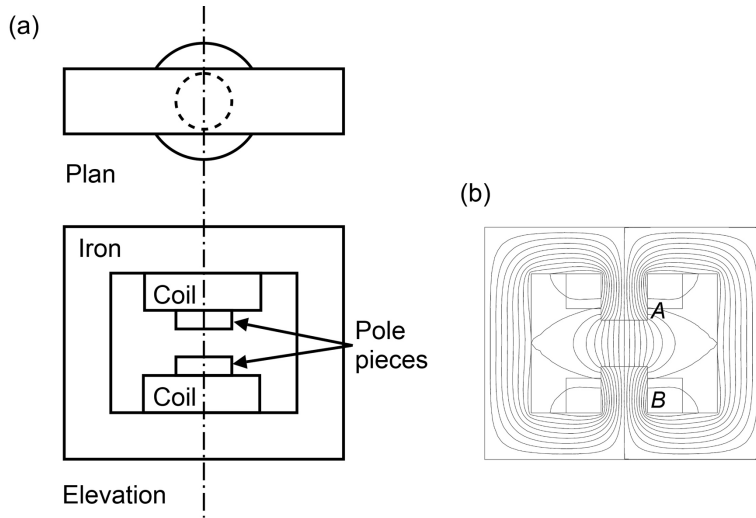 (a)
Plan
Iron
Coil
Pole
pieces
Coil
Elevation
(b)
A
B